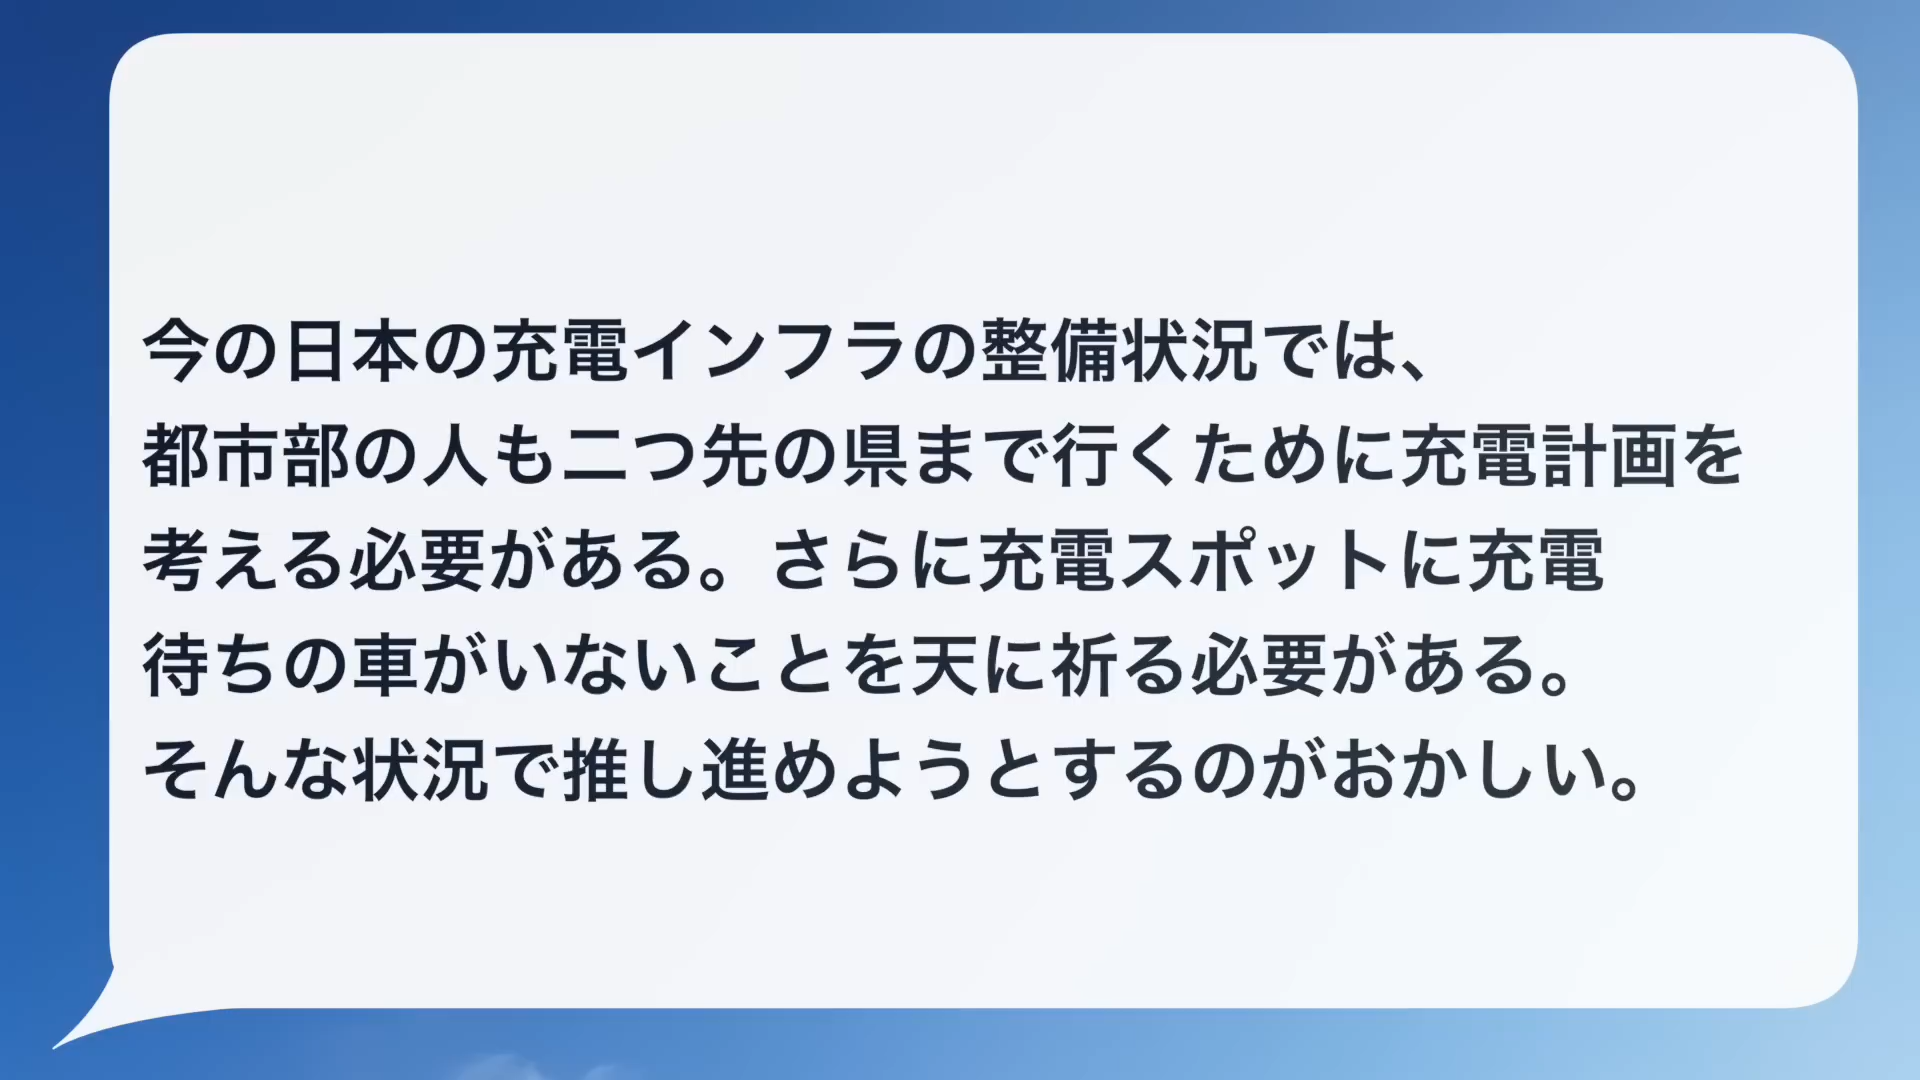 今の日本の充電インフラの整備状況では、
都市部の人も二つ先の県まで行くために充電計画を
考える必要がある。さらに充電スポットに充電
待ちの車がいないことを天に祈る必要がある。
そんな状況で推し進めようとするのがおかしい。